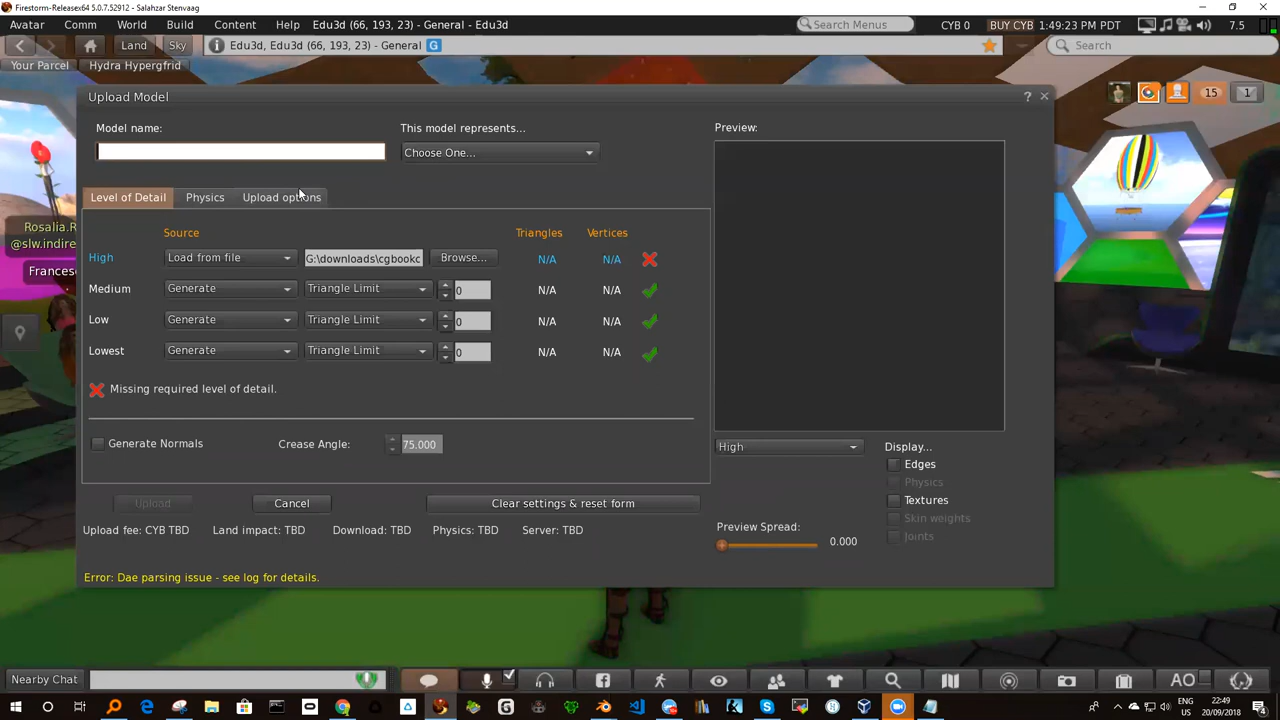 Firestorm-Releasex64 5.0.7.52912 - Salahzar Stenvaag
Avatar Comm World Build Content Help Edu3d (66, 193, 23) - General - Edu3d Search Menus CYB 0 BUY CYB 1:49:23 PM PDT 7.5
Land Sky Edu3d, Edu3d (66, 193, 23) - General G Search
Your Parcel Hydra Hypergfrid
15 1
Upload Model ?
Model name: This model represents... Preview:
Choose One...
Level of Detail Physics Upload options
Rosalia.R
@slw.indire
Frances
Source Triangles Vertices
High Load from file G:\downloads\cgbookc Browse... N/A N/A
Medium Generate Triangle Limit 0 N/A N/A
Low Generate Triangle Limit 0 N/A N/A
Lowest Generate Triangle Limit 0 N/A N/A
Missing required level of detail.
Generate Normals Crease Angle: 75.000
High Display...
Edges
Physics
Textures
Skin weights
Joints
Preview Spread: 0.000
Upload Cancel Clear settings & reset form
Upload fee: CYB TBD Land impact: TBD Download: TBD Physics: TBD Server: TBD
Error: Dae parsing issue - see log for details.
Nearby Chat AO
ENG 22:49
US 20/09/2018